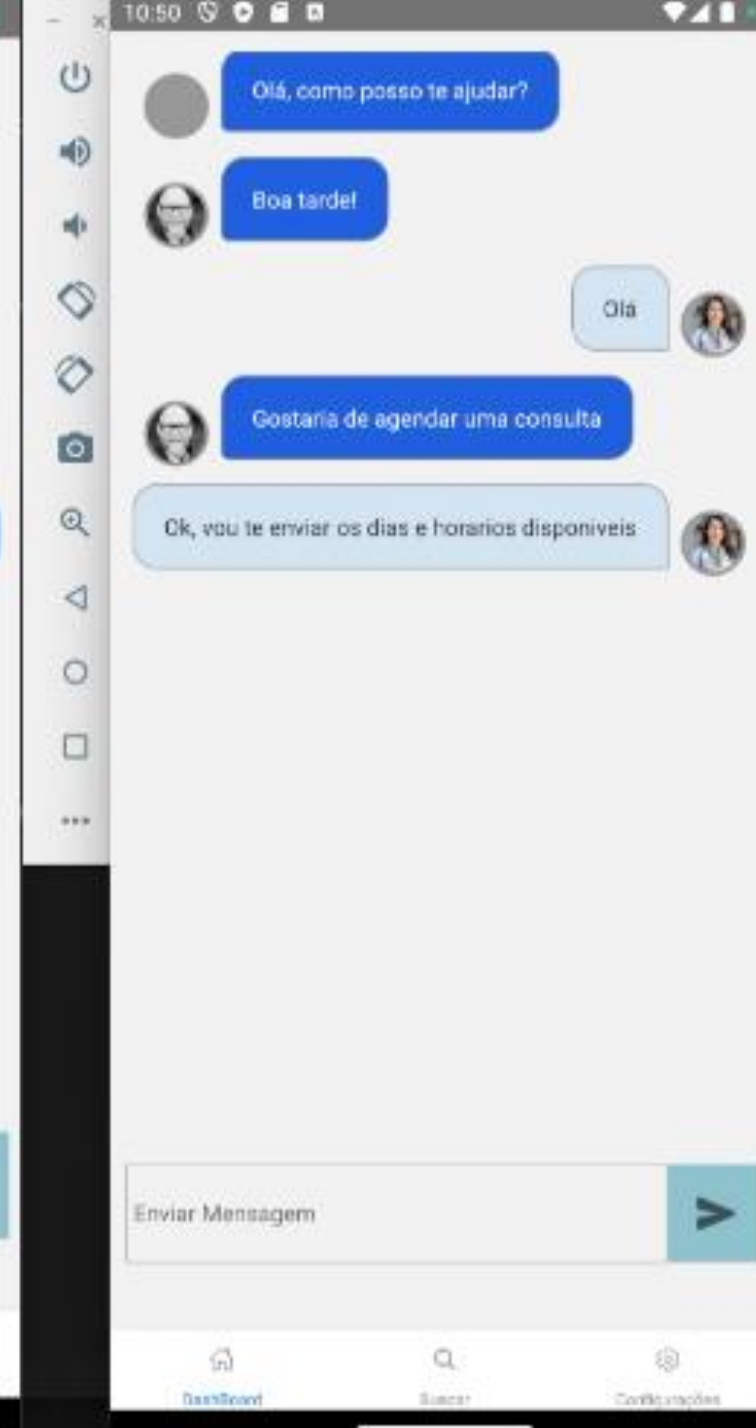 10:50
Olá, como posso te ajudar?
Boa tarde!
Olá
Gostaria de agendar uma consulta
Ok, vou te enviar os dias e horarios disponiveis
Enviar Mensagem
DashBoard
Buscar
Configurações